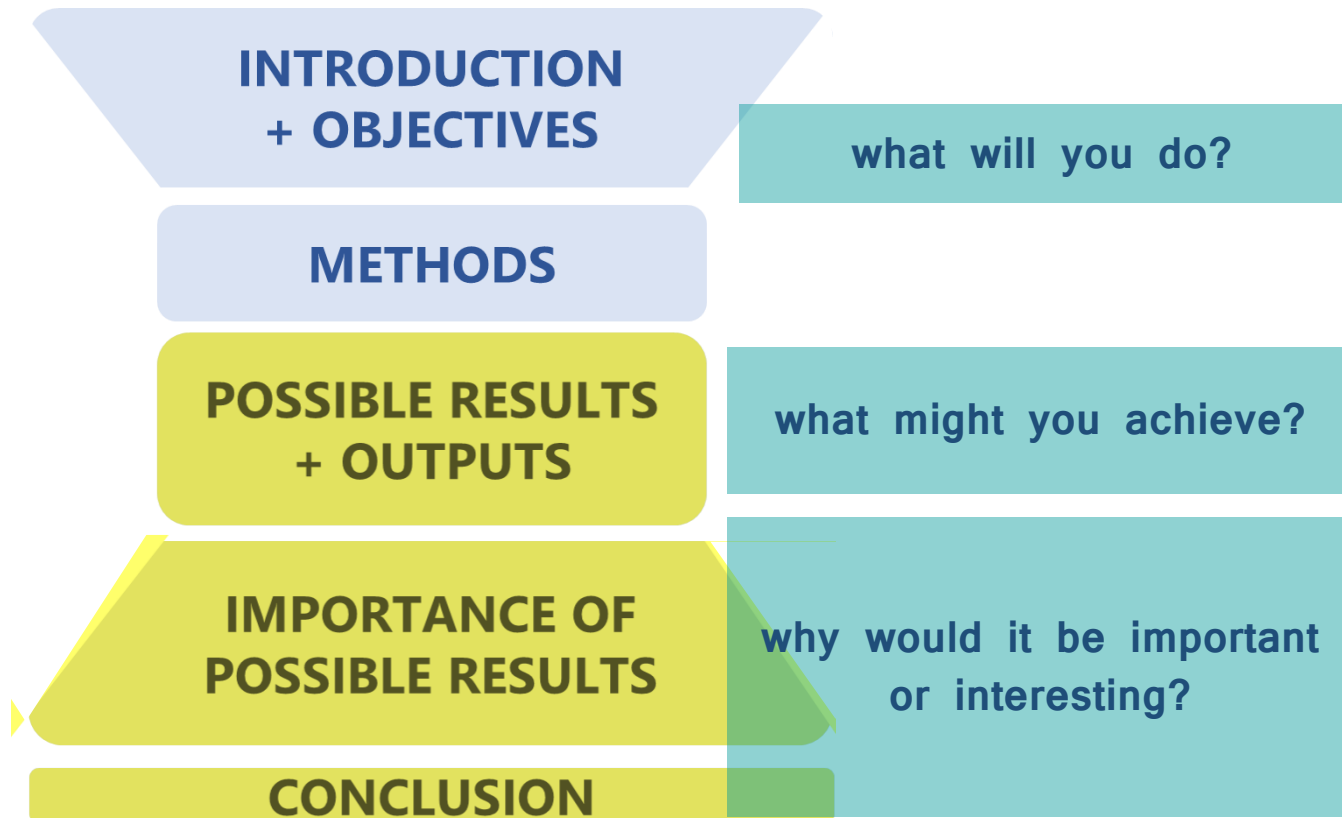 INTRODUCTION
+ OBJECTIVES
what will you do?
METHODS
POSSIBLE RESULTS
+ OUTPUTS
what might you achieve?
IMPORTANCE OF
POSSIBLE RESULTS
why would it be important
or interesting?
CONCLUSION